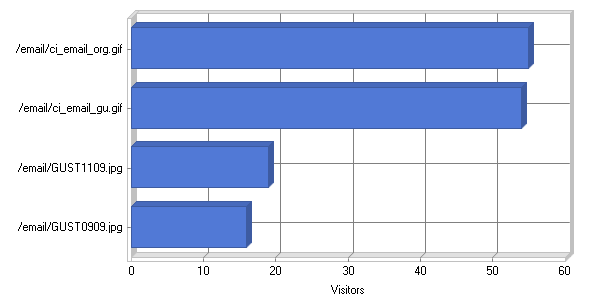 /email/ci_email_org.gif
/email/ci_email_gu.gif
/email/GUST1109.jpg
/email/GUST0909.jpg
0 10 20 30 40 50 60
Visitors